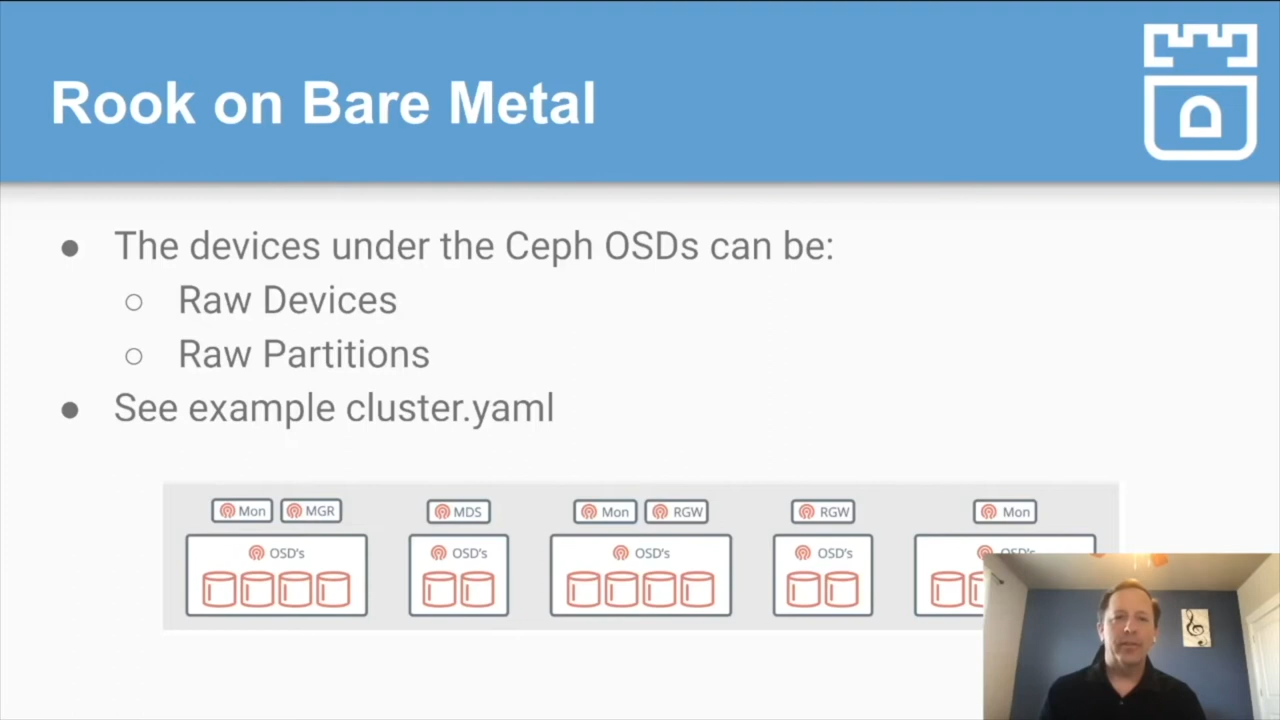 Rook on Bare Metal
The devices under the Ceph OSDs can be:
Raw Devices
Raw Partitions
See example cluster.yaml
Mon MGR MDS Mon RGW RGW Mon
OSD's OSD's OSD's OSD's OSD's